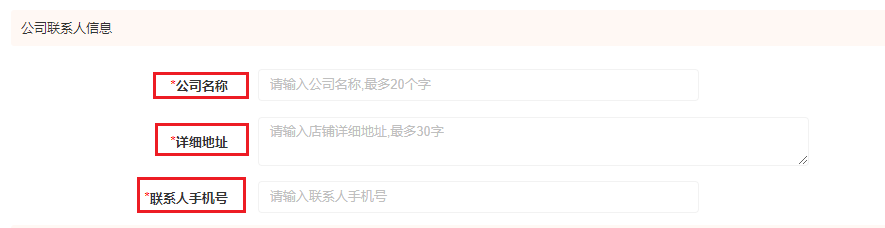 公司联系人信息
*公司名称 请输入公司名称,最多20个字
*详细地址 请输入店铺详细地址,最多30字
*联系人手机号 请输入联系人手机号